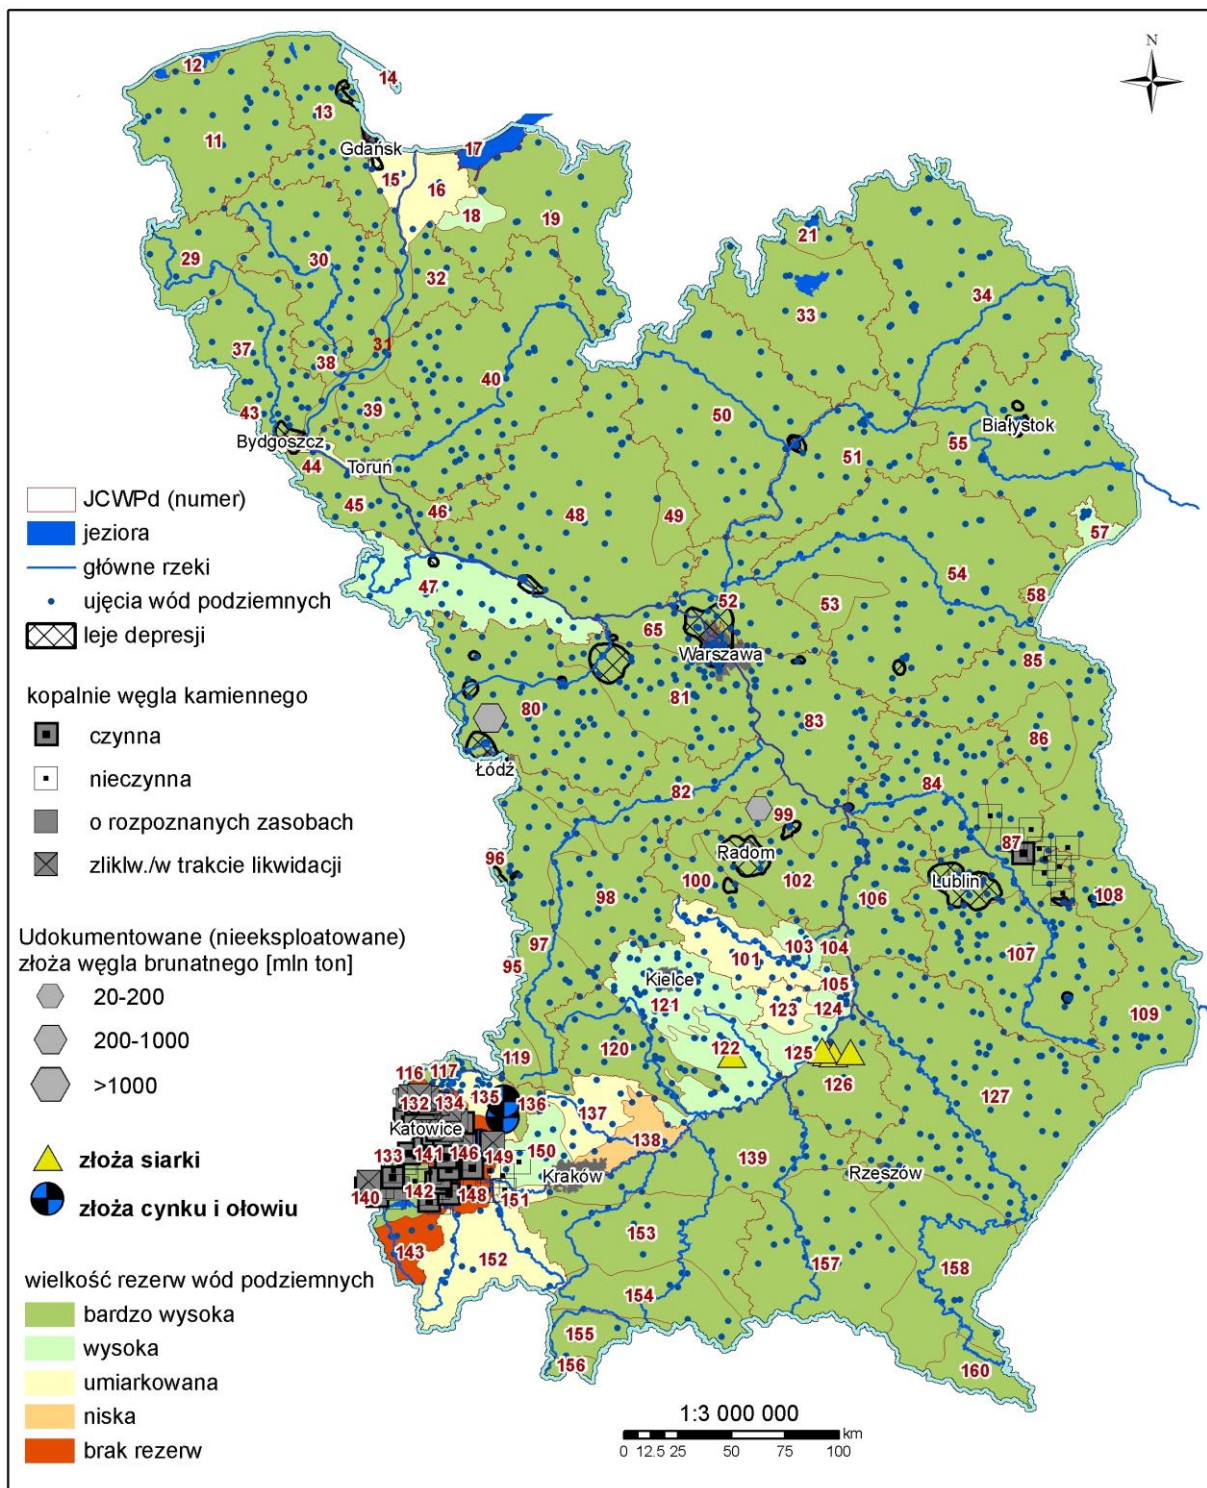 N
12
14
13
11
Gdańsk
17
15
16
18
19
21
29
30
32
34
33
37
31
38
40
39
43
50
Bydgoszcz
Białystok
55
51
44
Toruń
45
46
48
49
57
47
54
58
53
52
65
Warszawa
85
81
80
83
86
Łódź
82
84
99
87
96
Radom
100
102
Lublin
108
98
106
97
103
104
107
95
101
Kielce
105
121
123
124
109
122
125
120
119
126
127
116
117
132
134
135
136
137
Katowice
138
133
141
146
149
150
139
Kraków
Rzeszów
140
142
148
151
143
152
153
157
158
154
155
156
160
JCWPd (numer)
jeziora
główne rzeki
ujęcia wód podziemnych
leje depresji
kopalnie węgla kamiennego
czynna
nieczynna
o rozpoznanych zasobach
zliklw./w trakcie likwidacji
Udokumentowane (nieeksploatowane)
złoża węgla brunatnego [mln ton]
20-200
200-1000
>1000
złoża siarki
złoża cynku i ołowiu
wielkość rezerw wód podziemnych
bardzo wysoka
wysoka
umiarkowana
niska
brak rezerw
1:3 000 000
km
0 12.5 25 50 75 100